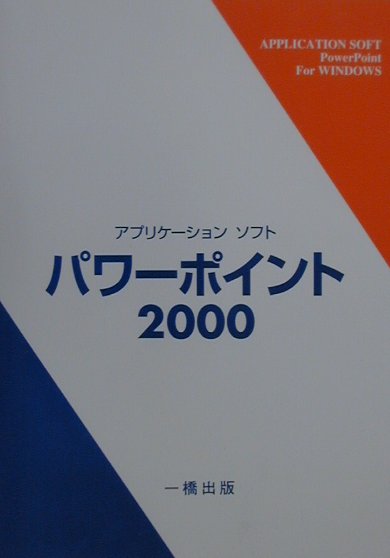 APPLICATION SOFT
PowerPoint
For WINDOWS
アプリケーション ソフト
パワーポイント
2000
一橋出版